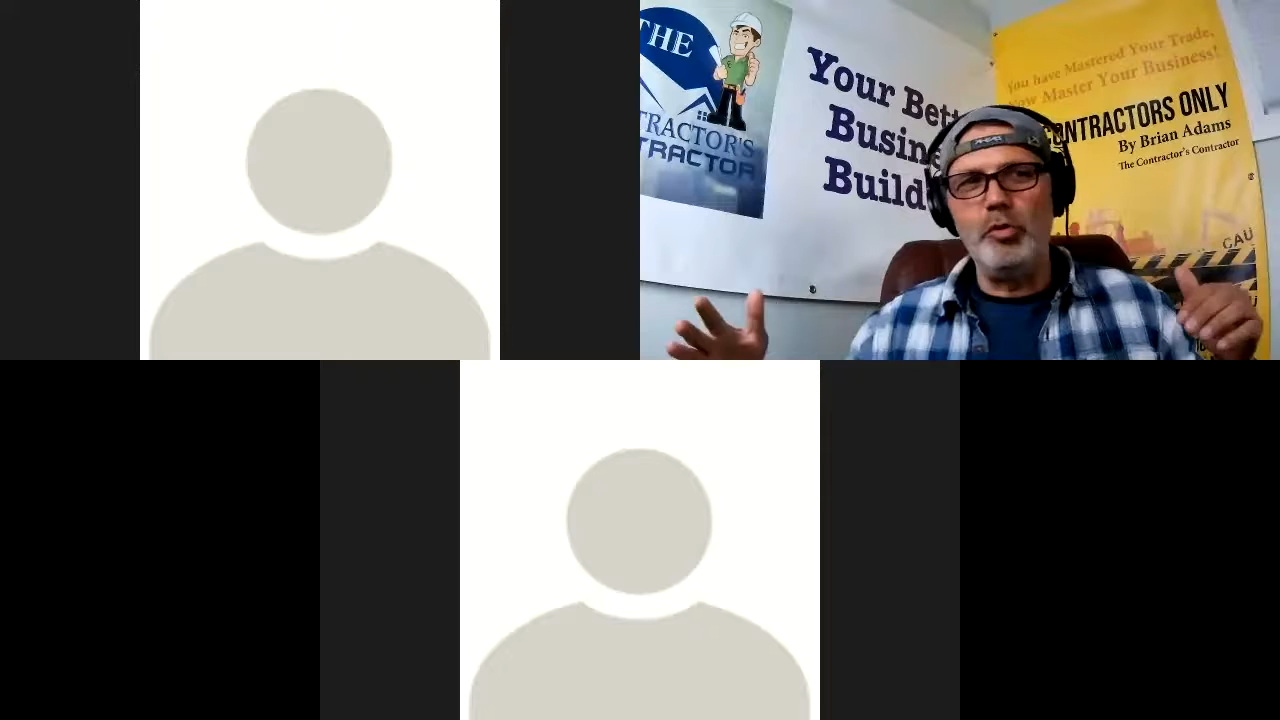 THE
TRACTOR'S
TRACTOR
Your Bett
Busine
Build
You have Mastered Your Trade,
Now Master Your Business!
CONTRACTORS ONLY
By Brian Adams
The Contractor's Contractor
CAU